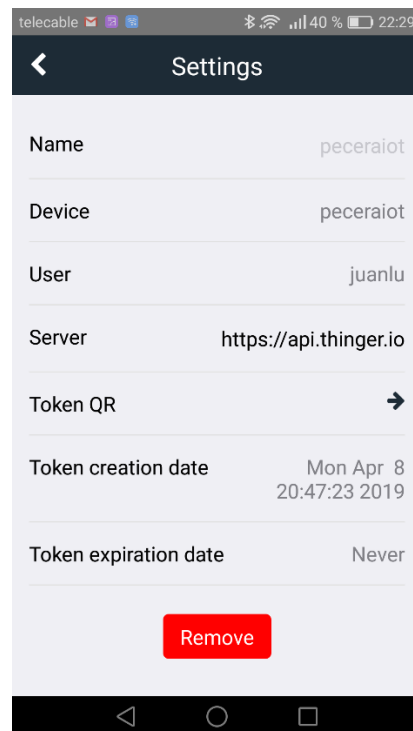 telecable 40 % 22:29
Settings
Name peceraiot
Device peceraiot
User juanlu
Server https://api.thinger.io
Token QR
Token creation date Mon Apr 8
20:47:23 2019
Token expiration date Never
Remove